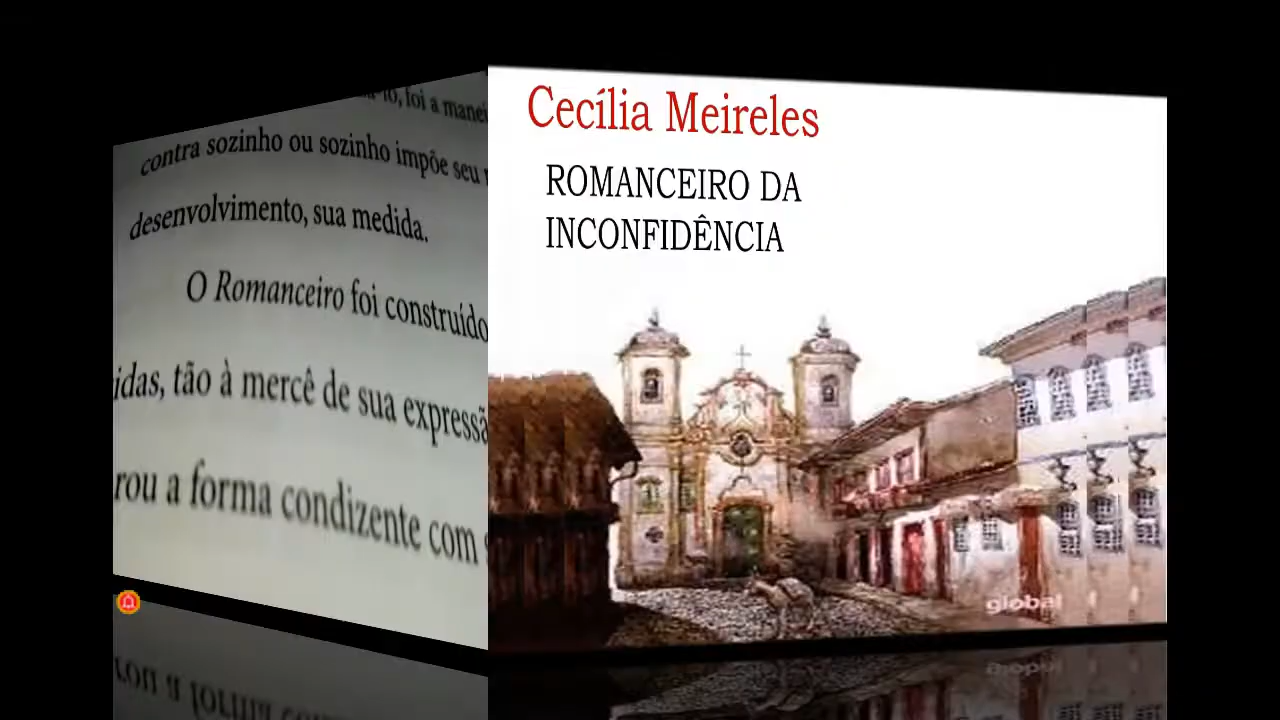 foi a
contra sozinho ou sozinho impõe seu
desenvolvimento, sua medida.
O Romanceiro foi construído
idas, tão à mercê de sua
rou a forma condizente com
Cecília Meireles
ROMANCEIRO DA
INCONFIDÊNCIA
global